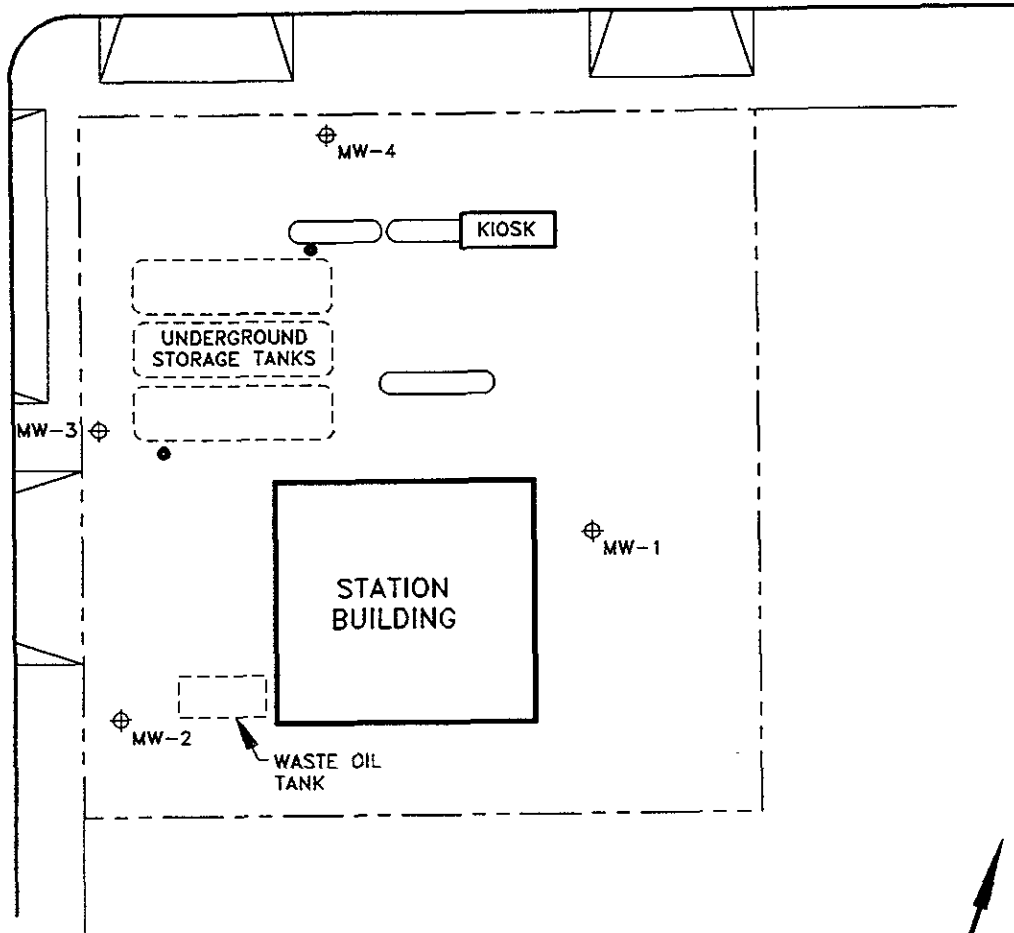 MW-4
KIOSK
UNDERGROUND
STORAGE TANKS
MW-3
MW-1
STATION
BUILDING
MW-2
WASTE OIL
TANK